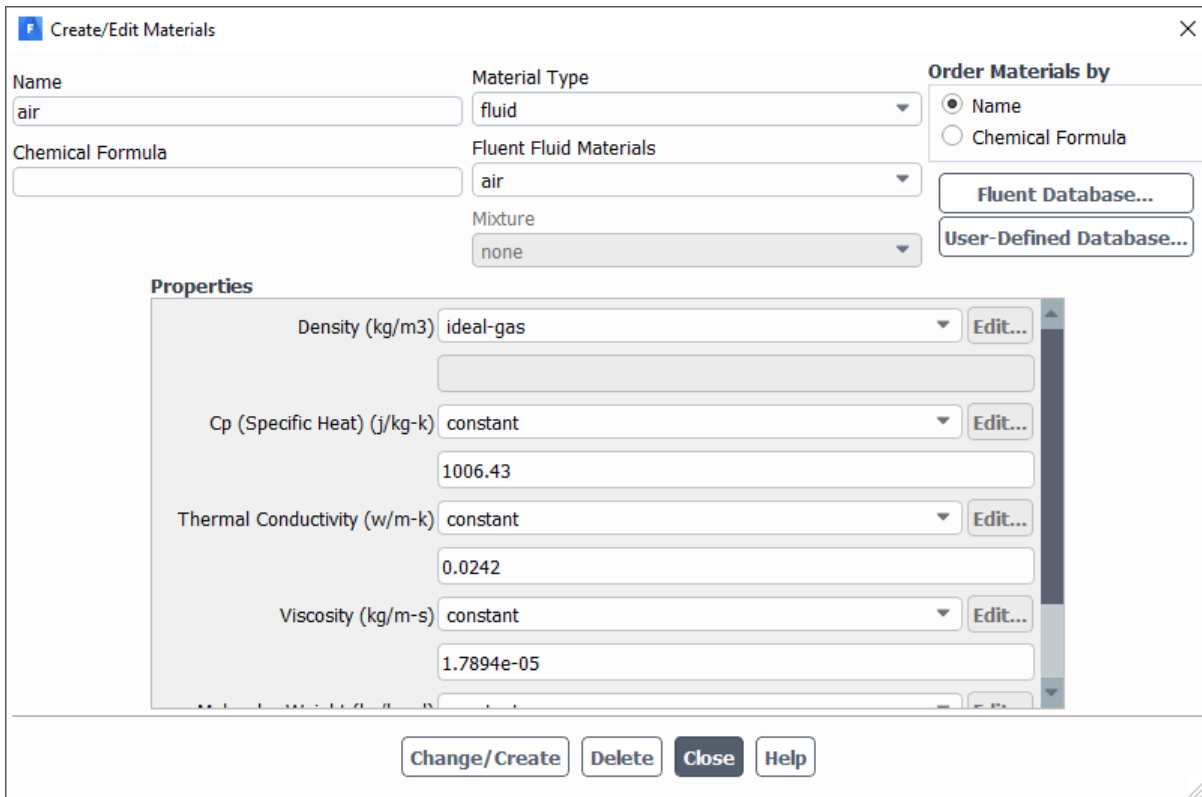 F Create/Edit Materials
Name
air
Chemical Formula
Material Type
fluid
Fluent Fluid Materials
air
Mixture
none
Order Materials by
Name
Chemical Formula
Fluent Database...
User-Defined Database...
Properties
Density (kg/m3) ideal-gas Edit...
Cp (Specific Heat) (j/kg-k) constant Edit...
1006.43
Thermal Conductivity (w/m-k) constant Edit...
0.0242
Viscosity (kg/m-s) constant Edit...
1.7894e-05
Change/Create Delete Close Help